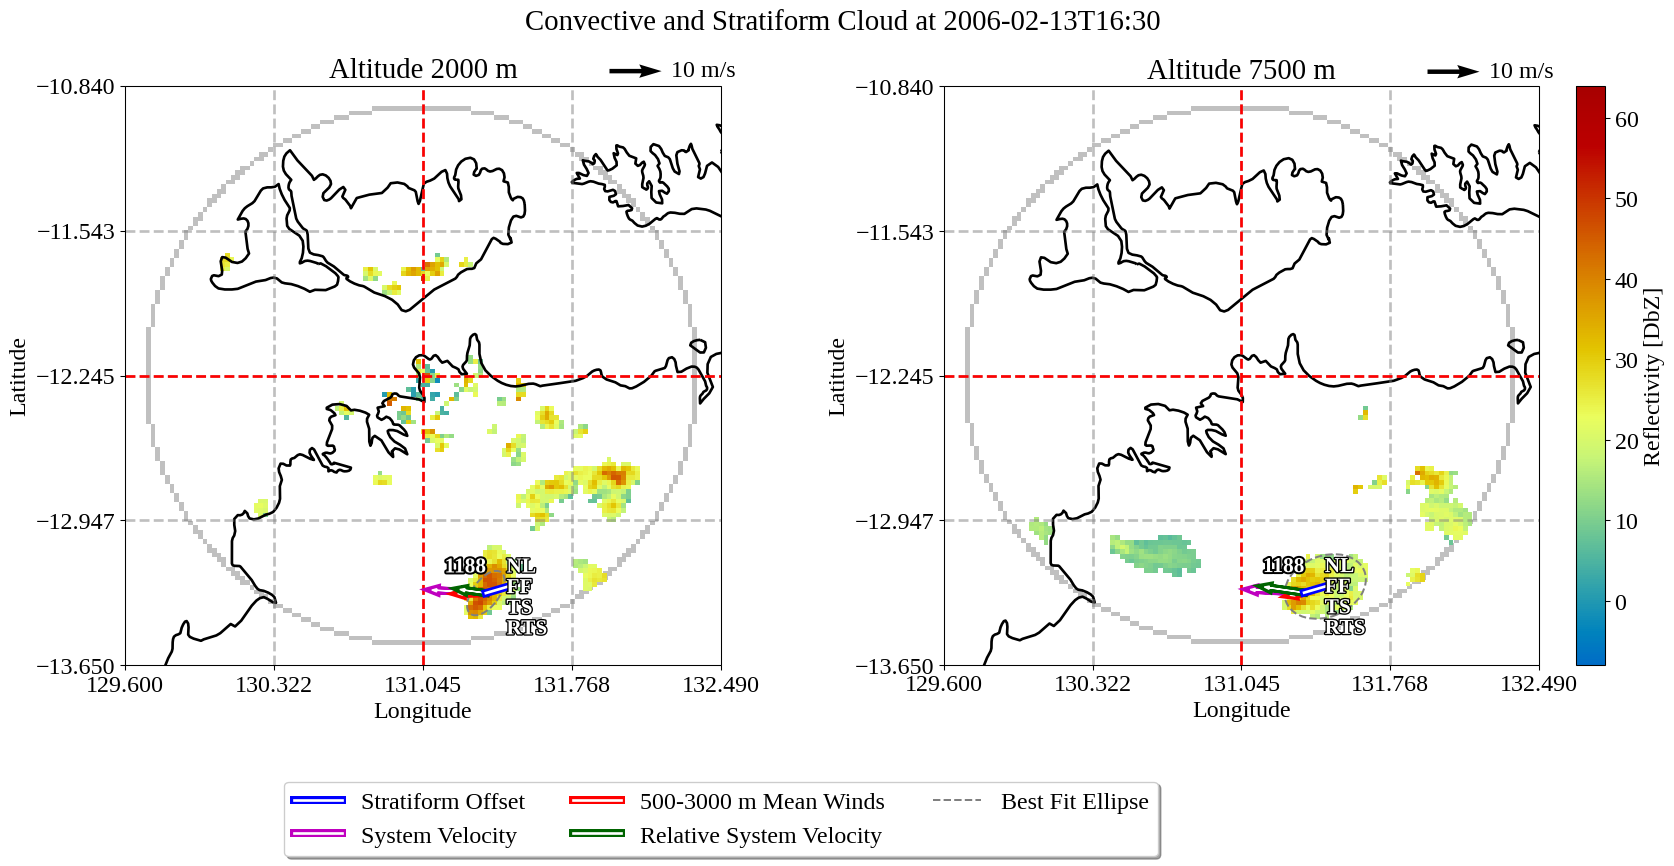 Convective and Stratiform Cloud at 2006-02-13T16:30
Altitude 2000 m
10 m/s
−10.840
−11.543
−12.245
−12.947
−13.650
Latitude
1188
NL
FF
TS
RTS
129.600
130.322
131.045
131.768
132.490
Longitude
Altitude 7500 m
10 m/s
−10.840
−11.543
−12.245
−12.947
−13.650
Latitude
1188
NL
FF
TS
RTS
129.600
130.322
131.045
131.768
132.490
Longitude
60
50
40
30
20
10
0
Reflectivity [DbZ]
Stratiform Offset
System Velocity
500-3000 m Mean Winds
Relative System Velocity
Best Fit Ellipse